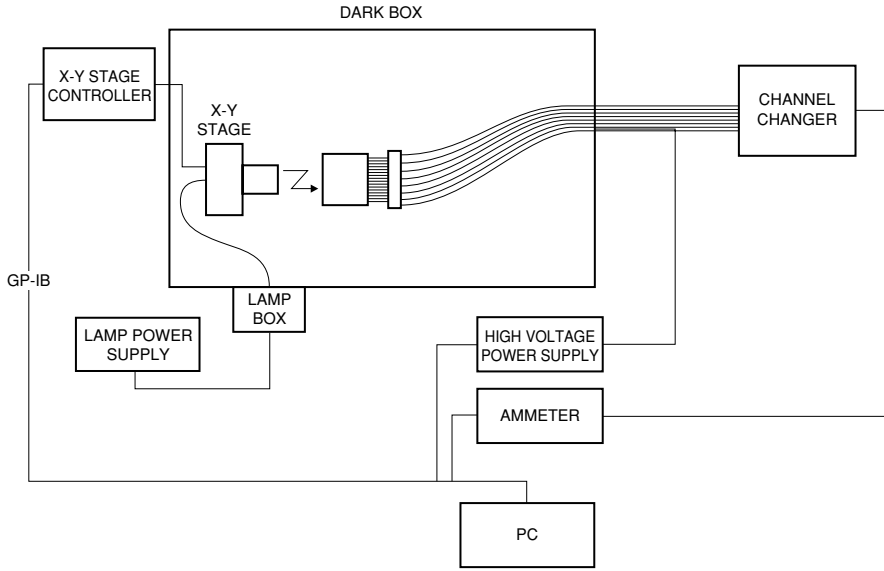 DARK BOX
X-Y STAGE
CONTROLLER
X-Y
STAGE
CHANNEL
CHANGER
GP-IB
LAMP
BOX
LAMP POWER
SUPPLY
HIGH VOLTAGE
POWER SUPPLY
AMMETER
PC